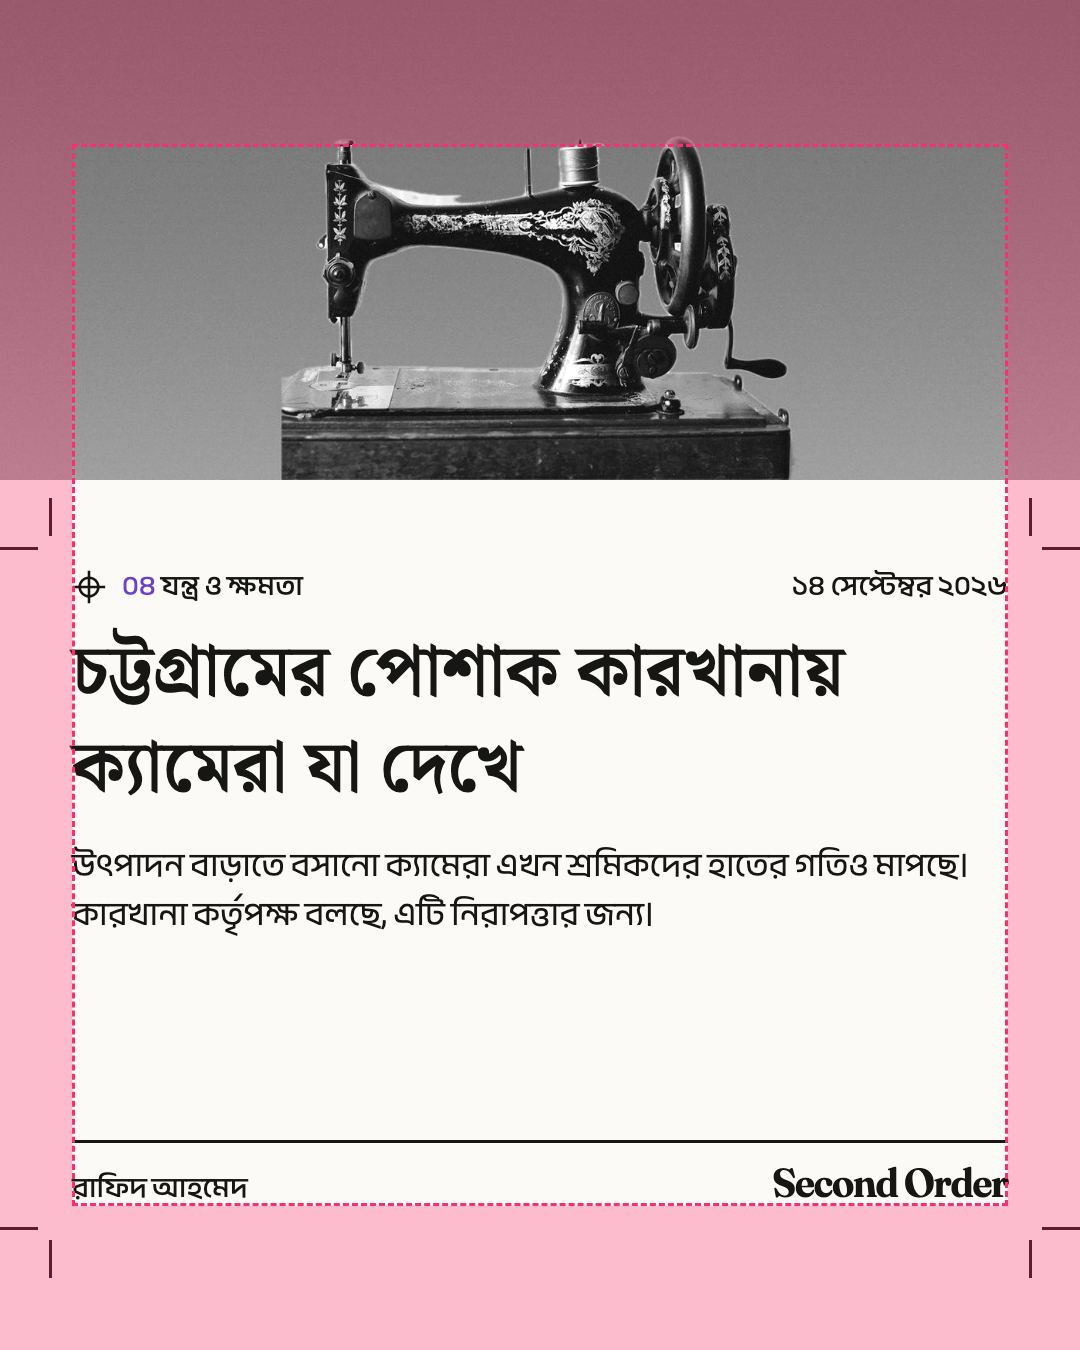 ০৪ যন্ত্র ও ক্ষমতা
১৪ সেপ্টেম্বর ২০২৬
চট্টগ্রামের পোশাক কারখানায়
ক্যামেরা যা দেখে
উৎপাদন বাড়াতে বসানো ক্যামেরা এখন শ্রমিকদের হাতের গতিও মাপছে।
কারখানা কর্তৃপক্ষ বলছে, এটি নিরাপত্তার জন্য।
রাফিদ আহমেদ
Second Order